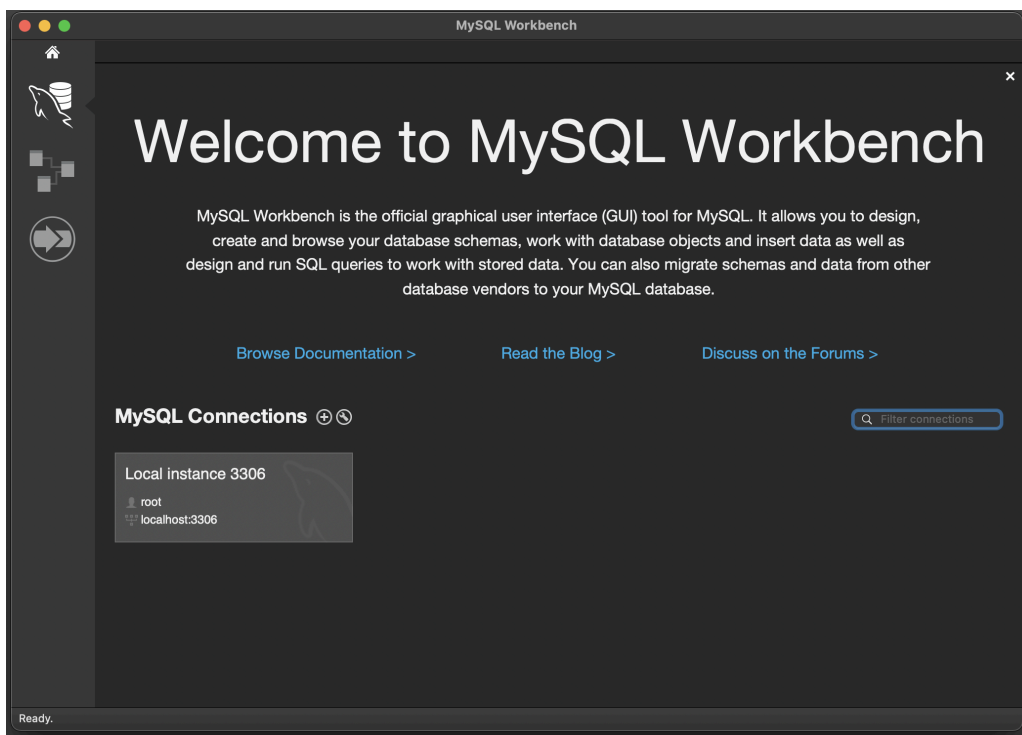 MySQL Workbench
Welcome to MySQL Workbench
MySQL Workbench is the official graphical user interface (GUI) tool for MySQL. It allows you to design,
create and browse your database schemas, work with database objects and insert data as well as
design and run SQL queries to work with stored data. You can also migrate schemas and data from other
database vendors to your MySQL database.
Browse Documentation > Read the Blog > Discuss on the Forums >
MySQL Connections
Filter connections
Local instance 3306
root
localhost:3306
Ready.